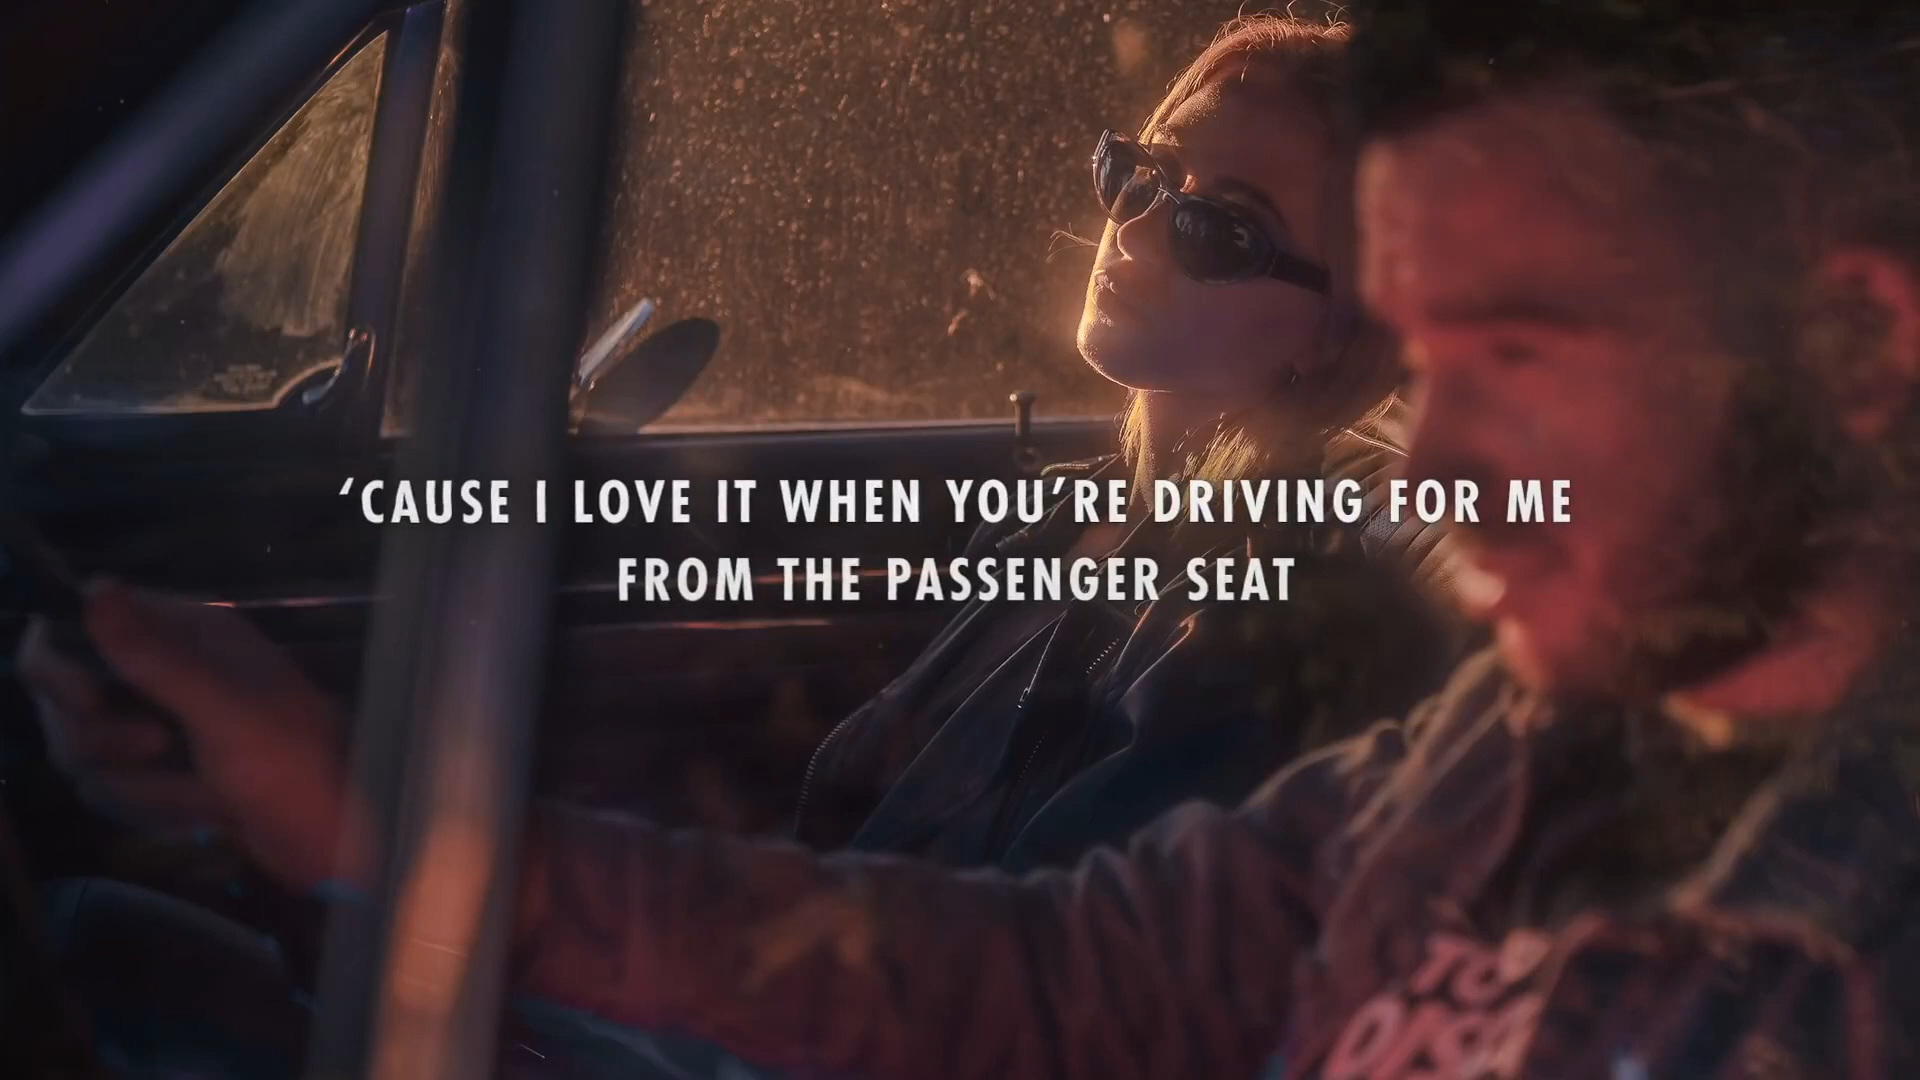 ‘CAUSE I LOVE IT WHEN YOU’RE DRIVING FOR ME
FROM THE PASSENGER SEAT